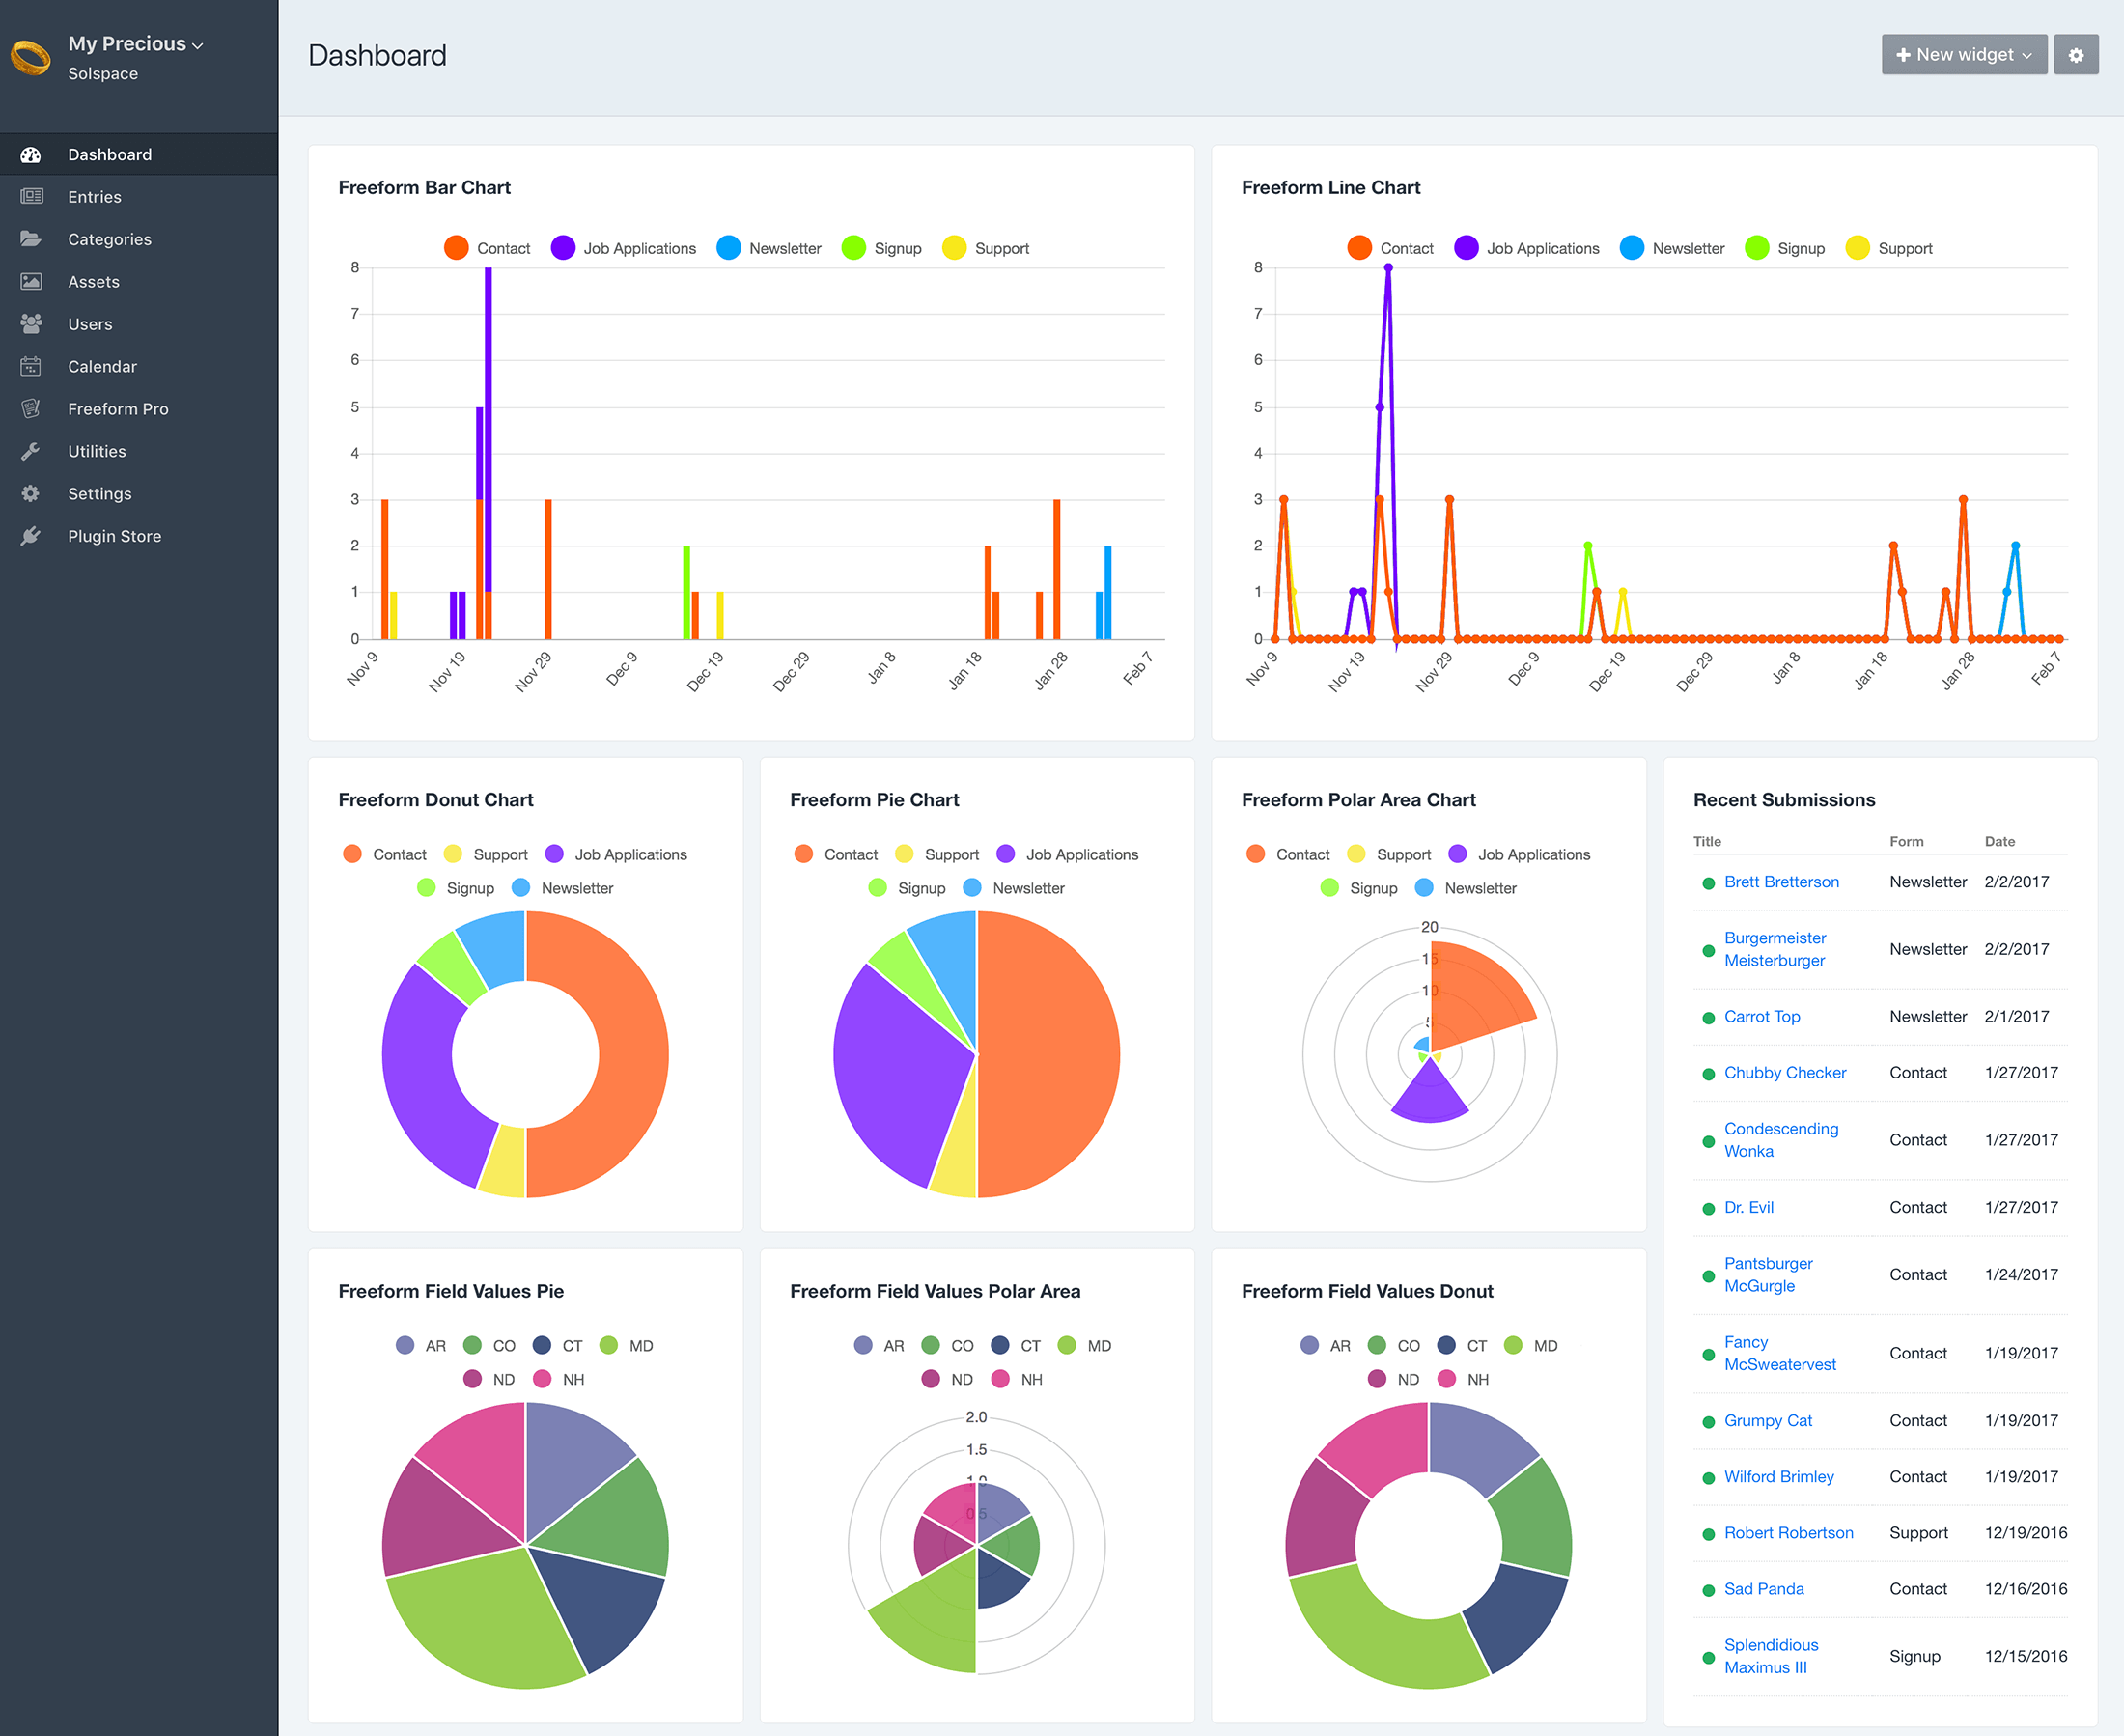 My Precious
Solspace
Dashboard
Entries
Categories
Assets
Users
Calendar
Freeform Pro
Utilities
Settings
Plugin Store
Dashboard
New widget
Freeform Bar Chart
Contact Job Applications Newsletter Signup Support
8
7
6
5
4
3
2
1
0
Nov 9 Nov 19 Nov 29 Dec 9 Dec 19 Dec 29 Jan 8 Jan 18 Jan 28 Feb 7
Freeform Line Chart
Contact Job Applications Newsletter Signup Support
8
7
6
5
4
3
2
1
0
Nov 9 Nov 19 Nov 29 Dec 9 Dec 19 Dec 29 Jan 8 Jan 18 Jan 28 Feb 7
Freeform Donut Chart
Contact Support Job Applications
Signup Newsletter
Freeform Pie Chart
Contact Support Job Applications
Signup Newsletter
Freeform Polar Area Chart
Contact Support Job Applications
Signup Newsletter
20
15
10
5
Recent Submissions
Title Form Date
Brett Bretterson Newsletter 2/2/2017
Burgermeister
Meisterburger Newsletter 2/2/2017
Carrot Top Newsletter 2/1/2017
Chubby Checker Contact 1/27/2017
Condescending
Wonka Contact 1/27/2017
Dr. Evil Contact 1/27/2017
Pantsburger
McGurgle Contact 1/24/2017
Fancy
McSweatervest Contact 1/19/2017
Grumpy Cat Contact 1/19/2017
Wilford Brimley Contact 1/19/2017
Robert Robertson Support 12/19/2016
Sad Panda Contact 12/16/2016
Splendidious
Maximus III Signup 12/15/2016
Freeform Field Values Pie
AR CO CT MD
ND NH
Freeform Field Values Polar Area
AR CO CT MD
ND NH
2.0
1.5
1.0
0.5
Freeform Field Values Donut
AR CO CT MD
ND NH